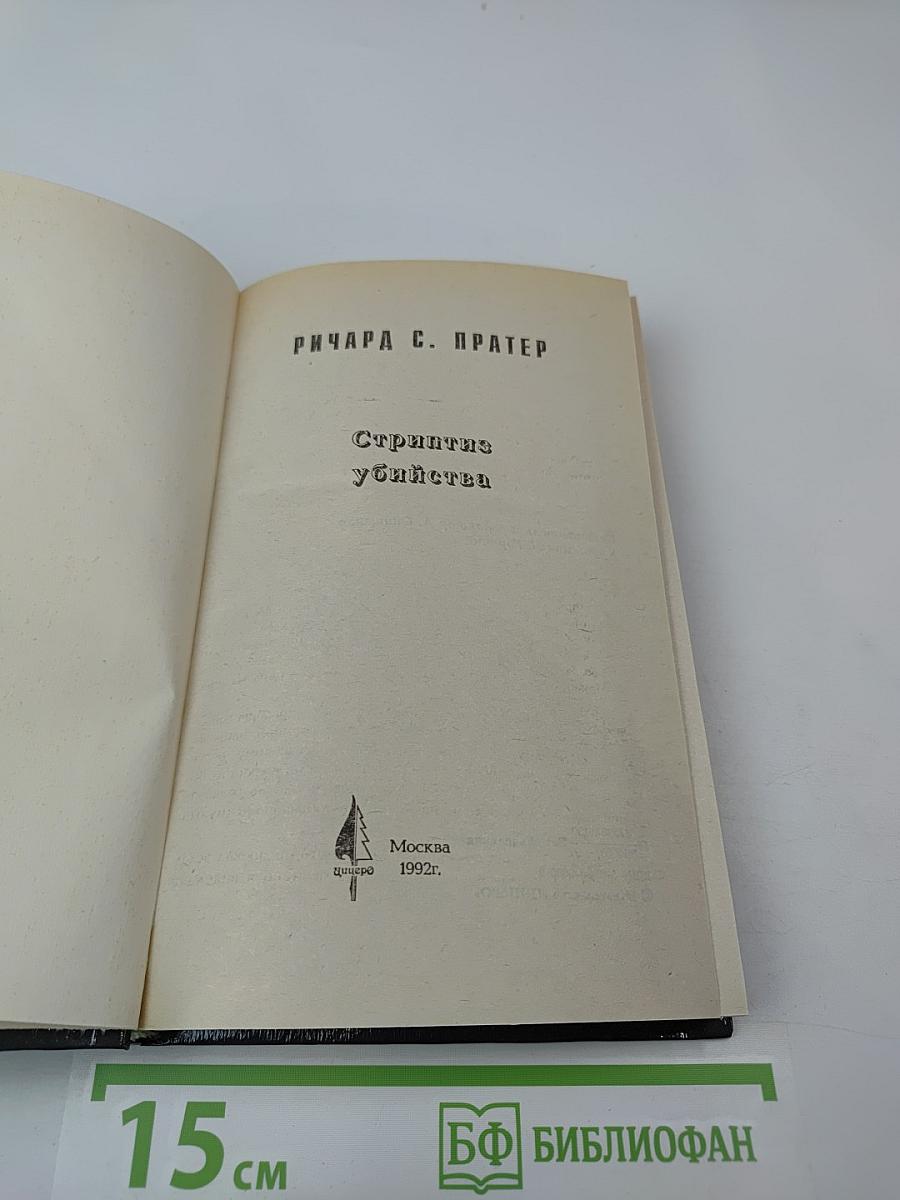 РИЧАРД С. ПРАТЕР
Стриптиз
убийства
цицеро
Москва
1992г.
15 см
БФ БИБЛИОФАН